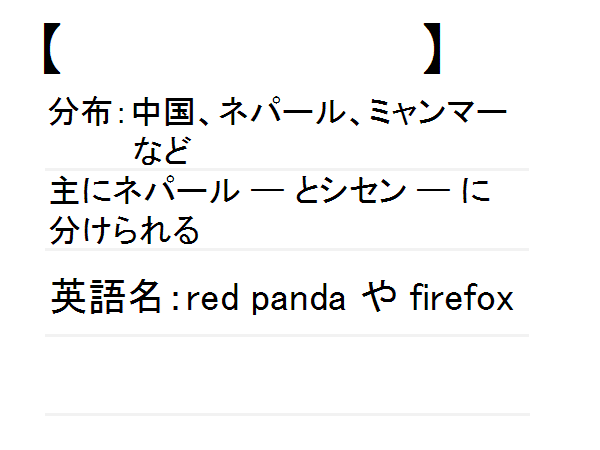 【 】
分布：中国、ネパール、ミャンマー
など
主にネパール ― とシセン ― に
分けられる
英語名：red panda や firefox